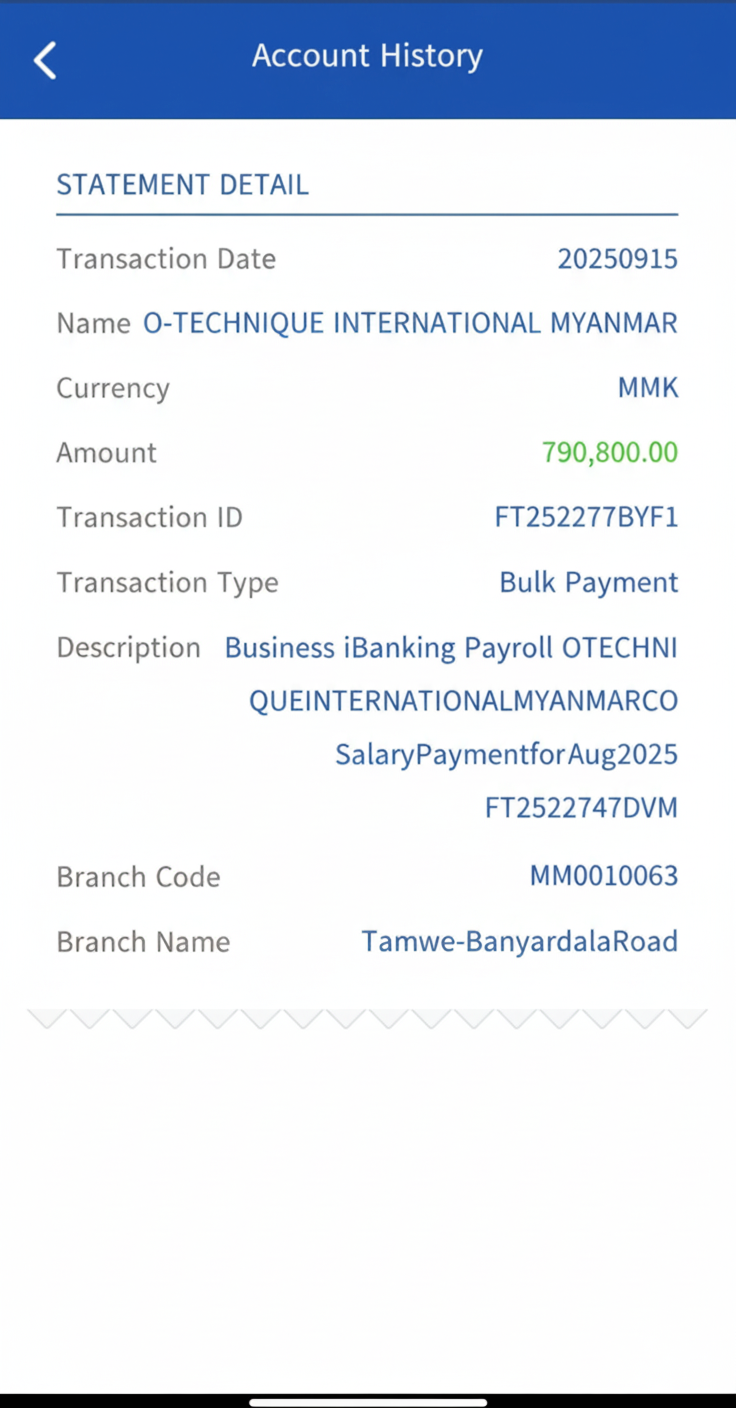 Account History
STATEMENT DETAIL
Transaction Date 20250915
Name O-TECHNIQUE INTERNATIONAL MYANMAR
Currency MMK
Amount 790,800.00
Transaction ID FT252277BYF1
Transaction Type Bulk Payment
Description Business iBanking Payroll OTECHNI
QUEINTERNATIONALMYANMARCO
SalaryPaymentforAug2025
FT2522747DVM
Branch Code MM0010063
Branch Name Tamwe-BanyardalaRoad